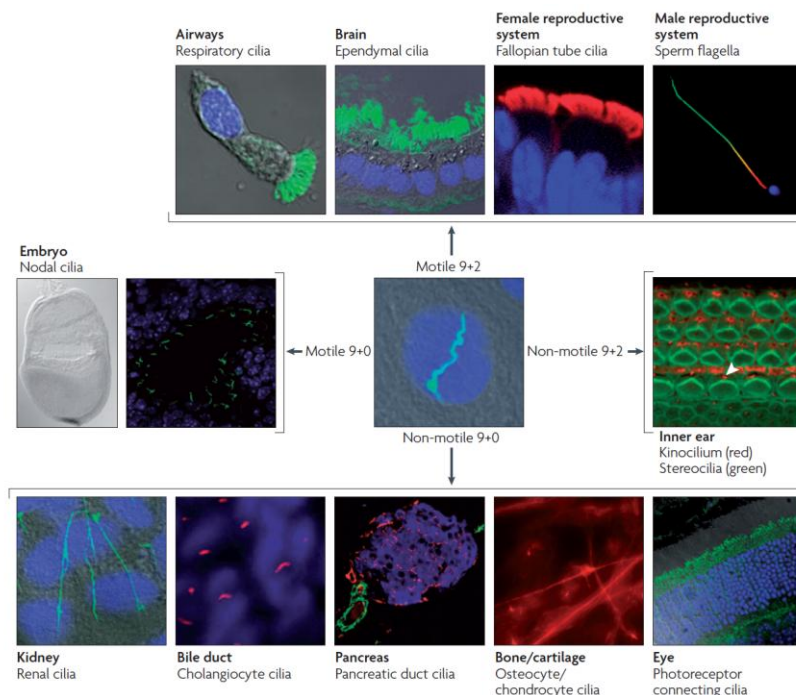 Airways
Respiratory cilia
Brain
Ependymal cilia
Female reproductive
system
Fallopian tube cilia
Male reproductive
system
Sperm flagella
Motile 9+2
Embryo
Nodal cilia
Motile 9+0
Non-motile 9+2
Inner ear
Kinocilium (red)
Stereocilia (green)
Non-motile 9+0
Kidney
Renal cilia
Bile duct
Cholangiocyte cilia
Pancreas
Pancreatic duct cilia
Bone/cartilage
Osteocyte/
chondrocyte cilia
Eye
Photoreceptor
connecting cilia